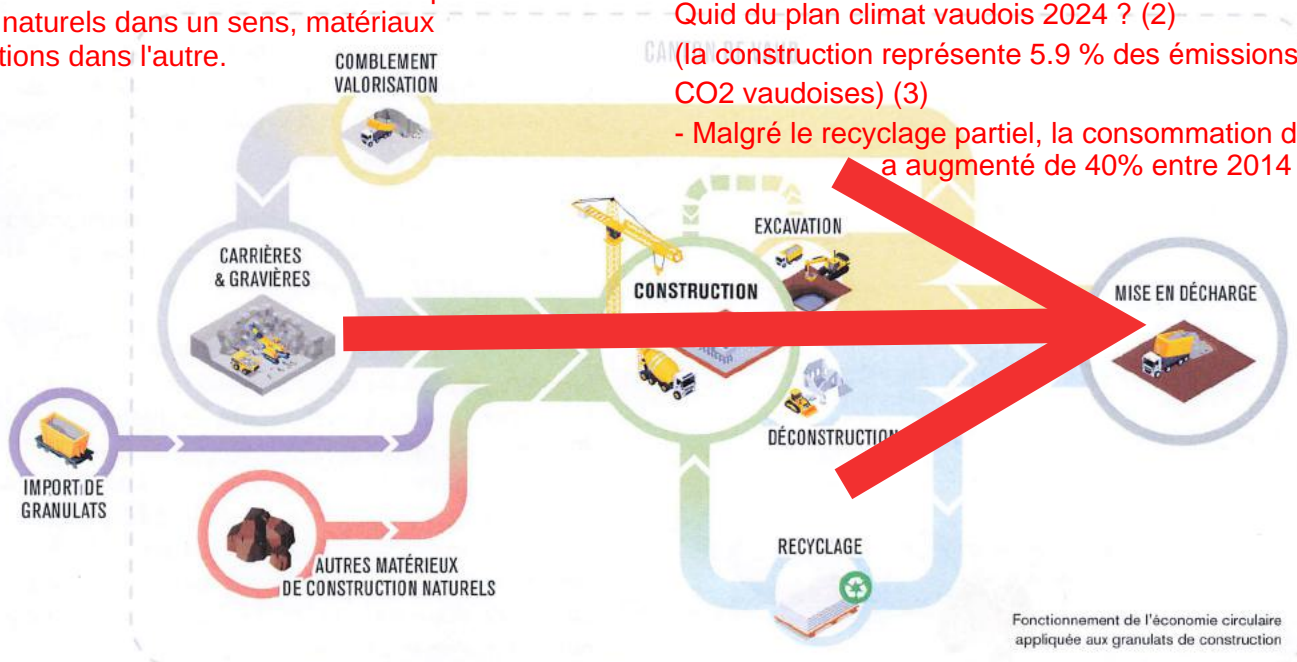 naturels dans un sens, matériaux
tions dans l'autre.
Quid du plan climat vaudois 2024 ? (2)
(la construction représente 5.9 % des émissions
CO2 vaudoises) (3)
- Malgré le recyclage partiel, la consommation d
a augmenté de 40% entre 2014
CANTON DE VAUD
COMBLEMENT
VALORISATION
CARRIÈRES
& GRAVIÈRES
EXCAVATION
CONSTRUCTION
MISE EN DÉCHARGE
DÉCONSTRUCTION
IMPORT DE
GRANULATS
AUTRES MATÉRIEUX
DE CONSTRUCTION NATURELS
RECYCLAGE
Fonctionnement de l'économie circulaire
appliquée aux granulats de construction